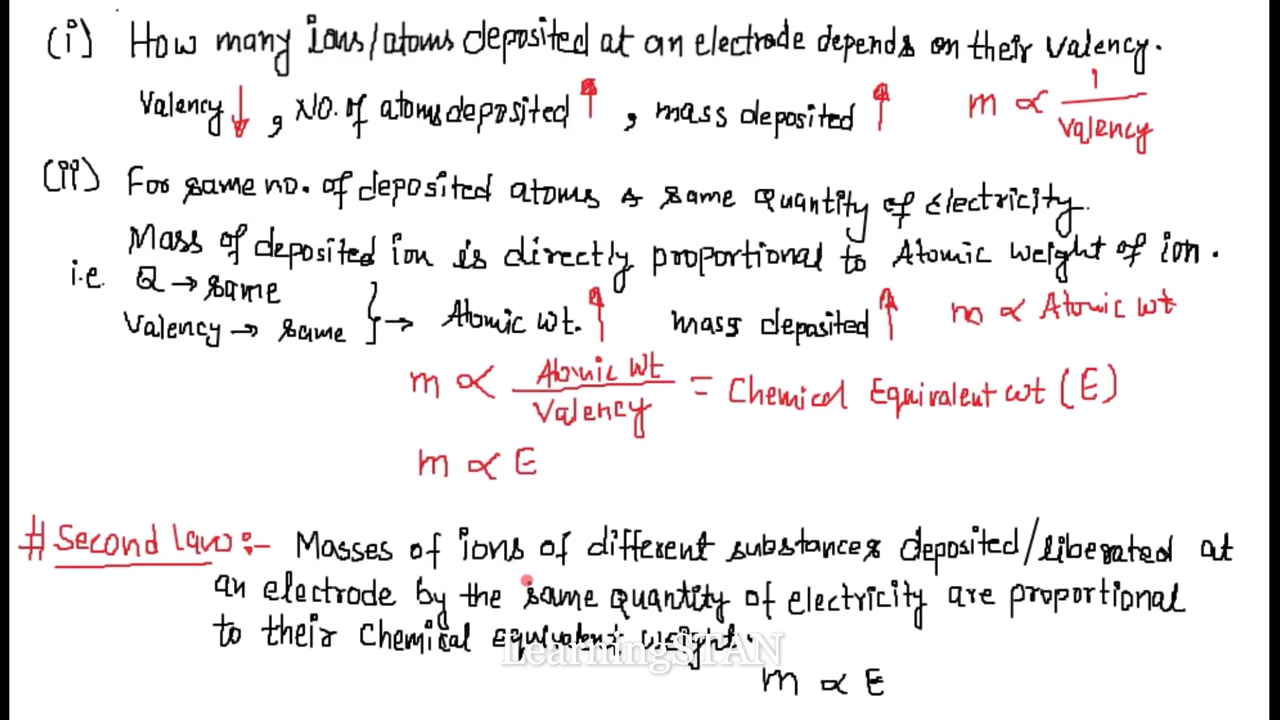 (i) How many ions/atoms deposited at an electrode depends on their valency.
Valency ↓, No. of atoms deposited ↑, mass deposited ↑ m ∝ 1/Valency
(ii) For same no. of deposited atoms & same Quantity of Electricity.
Mass of deposited ion is directly proportional to Atomic weight of ion.
i.e. Q → same
Valency → same } → Atomic wt. ↑ mass deposited ↑ m ∝ Atomic wt
m ∝ Atomic Wt/Valency = Chemical Equivalent wt (E)
m ∝ E
# Second law:- Masses of ions of different substances deposited/liberated at
an electrode by the same quantity of electricity are proportional
to their Chemical equivalent weight.
LearningSTAN
m ∝ E